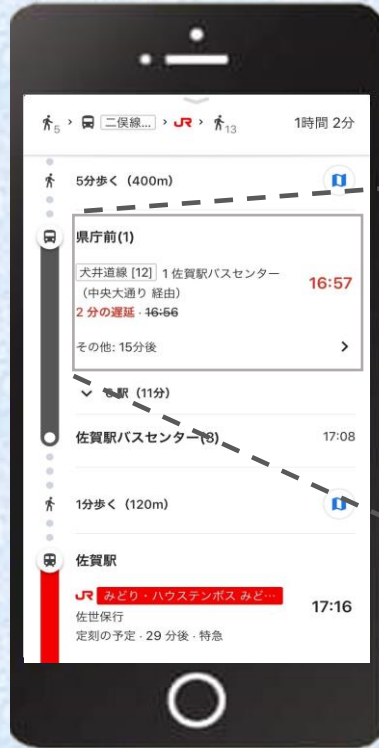 5 二俣線... JR 13 1時間 2分
5分歩く（400m）
県庁前(1)
犬井道線 [12] 1 佐賀駅バスセンター
（中央大通り 経由） 16:57
2 分の遅延 · 16:56
その他: 15分後
駅（11分）
佐賀駅バスセンター(8) 17:08
1分歩く（120m）
佐賀駅
JR みどり・ハウステンボス みど…
佐世保行 17:16
定刻の予定 · 29 分後 · 特急